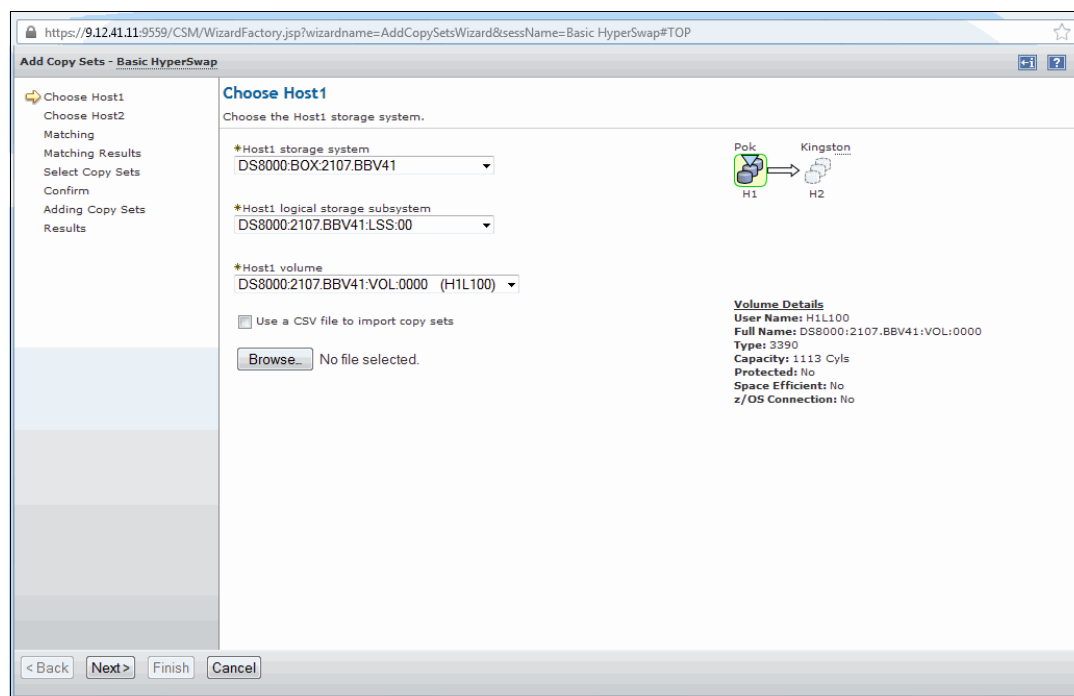 https://9.12.41.11:9559/CSM/WizardFactory.jsp?wizardname=AddCopySetsWizard&sessName=Basic HyperSwap#TOP
Add Copy Sets - Basic HyperSwap
Choose Host1
Choose Host2
Matching
Matching Results
Select Copy Sets
Confirm
Adding Copy Sets
Results
Choose Host1
Choose the Host1 storage system.
*Host1 storage system
DS8000:BOX:2107.BBV41
*Host1 logical storage subsystem
DS8000:2107.BBV41:LSS:00
*Host1 volume
DS8000:2107.BBV41:VOL:0000 (H1L100)
Use a CSV file to import copy sets
Browse_ No file selected.
Pok Kingston
H1 H2
Volume Details
User Name: H1L100
Full Name: DS8000:2107.BBV41:VOL:0000
Type: 3390
Capacity: 1113 Cyls
Protected: No
Space Efficient: No
z/OS Connection: No
< Back Next > Finish Cancel